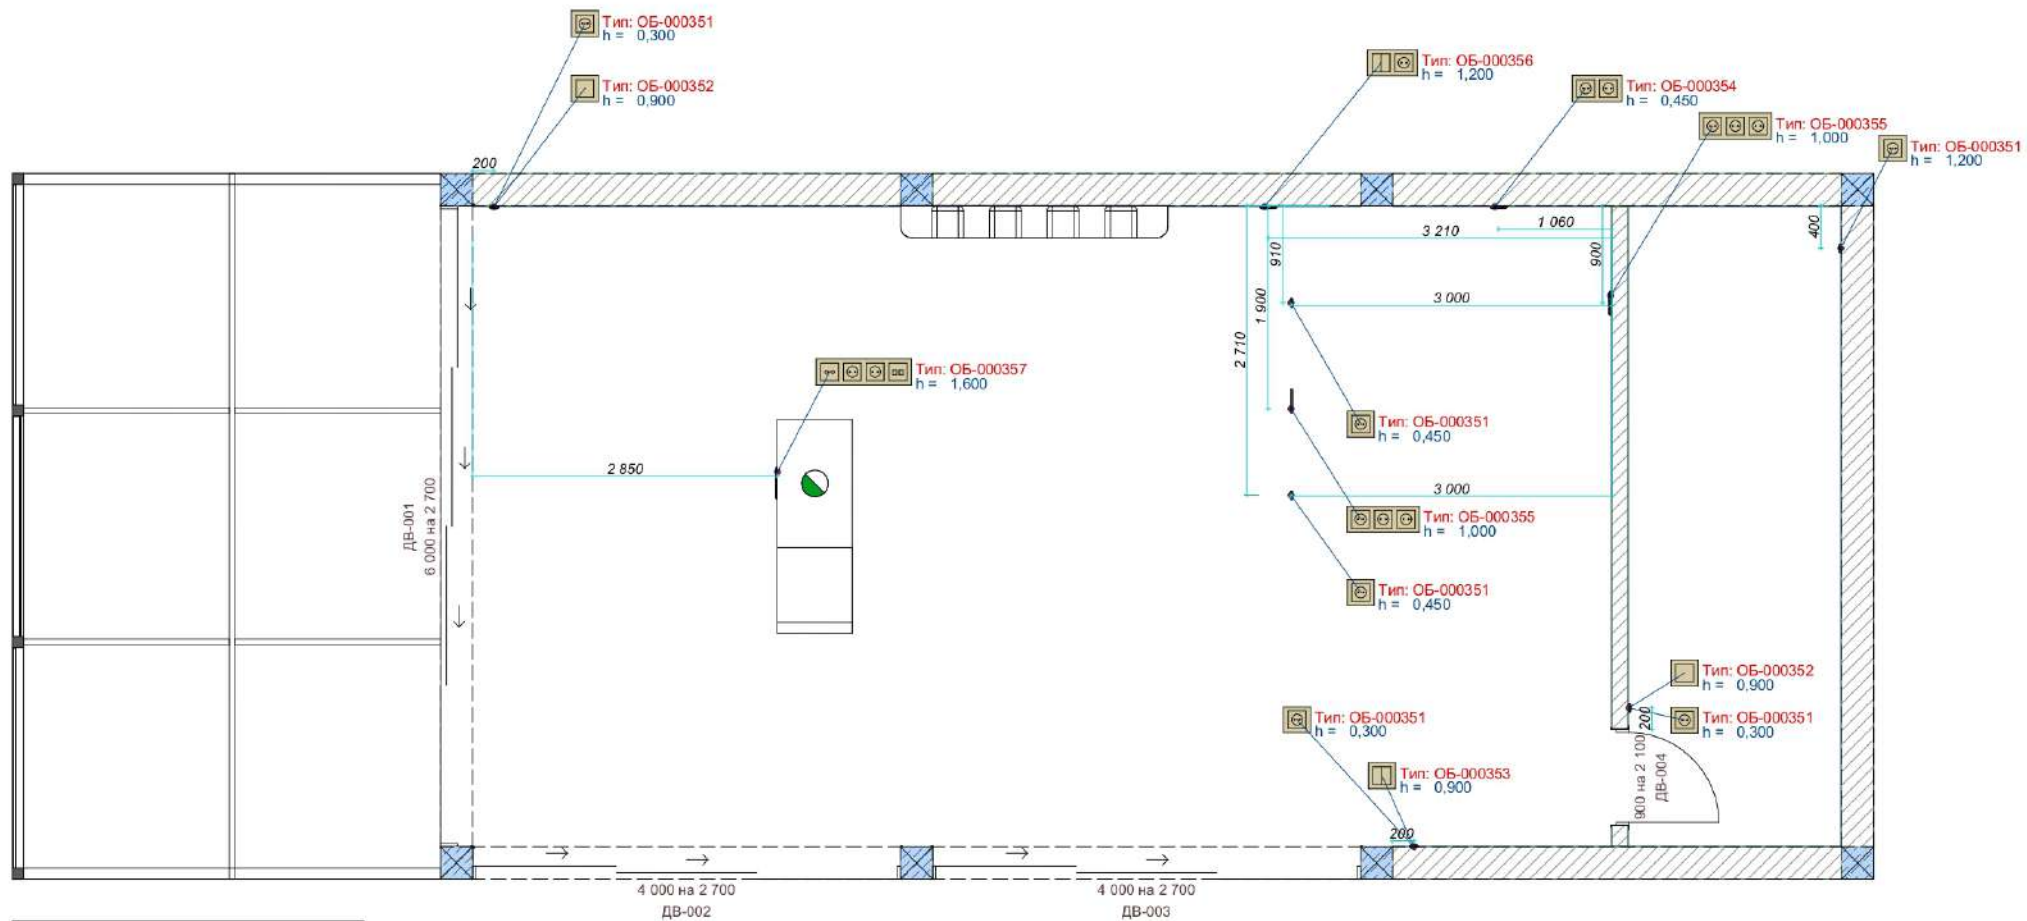 Тип: ОБ-000351
h = 0,300
Тип: ОБ-000352
h = 0,900
Тип: ОБ-000356
h = 1,200
Тип: ОБ-000354
h = 0,450
Тип: ОБ-000355
h = 1,000
Тип: ОБ-000351
h = 1,200
200
1 060
3 210
400
910
900
3 000
1 900
2 710
Тип: ОБ-000357
h = 1,600
Тип: ОБ-000351
h = 0,450
2 850
3 000
ДВ-001
6 000 на 2 700
Тип: ОБ-000355
h = 1,000
Тип: ОБ-000351
h = 0,450
Тип: ОБ-000352
h = 0,900
Тип: ОБ-000351
h = 0,300
200
Тип: ОБ-000351
h = 0,300
Тип: ОБ-000353
h = 0,900
900 на 2 100
ДВ-004
200
4 000 на 2 700
ДВ-002
4 000 на 2 700
ДВ-003